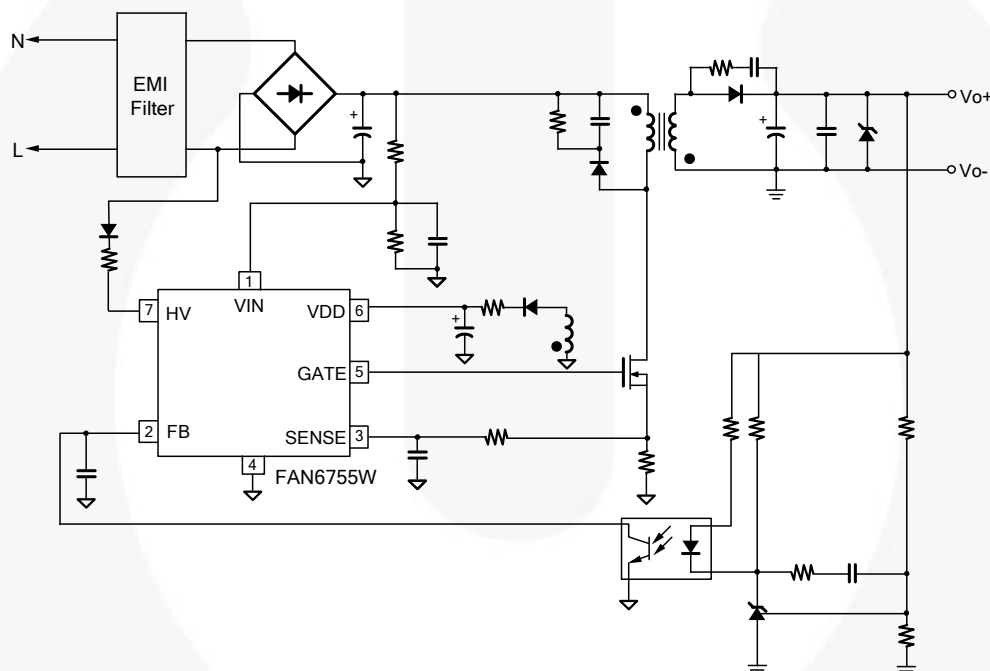 N
EMI
Filter
L
Vo+
Vo-
+
+
1
VIN
7
HV
VDD
6
+
GATE
5
2
FB
SENSE
3
4
FAN6755W